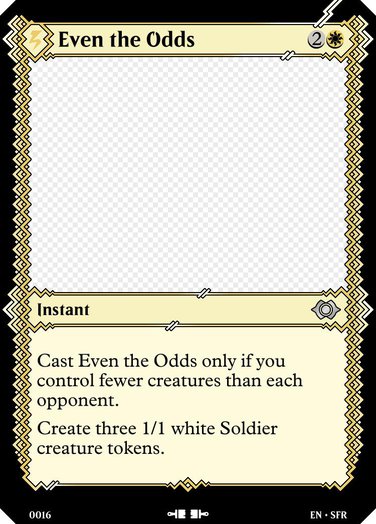 Even the Odds
2
Instant
Cast Even the Odds only if you
control fewer creatures than each
opponent.
Create three 1/1 white Soldier
creature tokens.
0016
EN • SFR